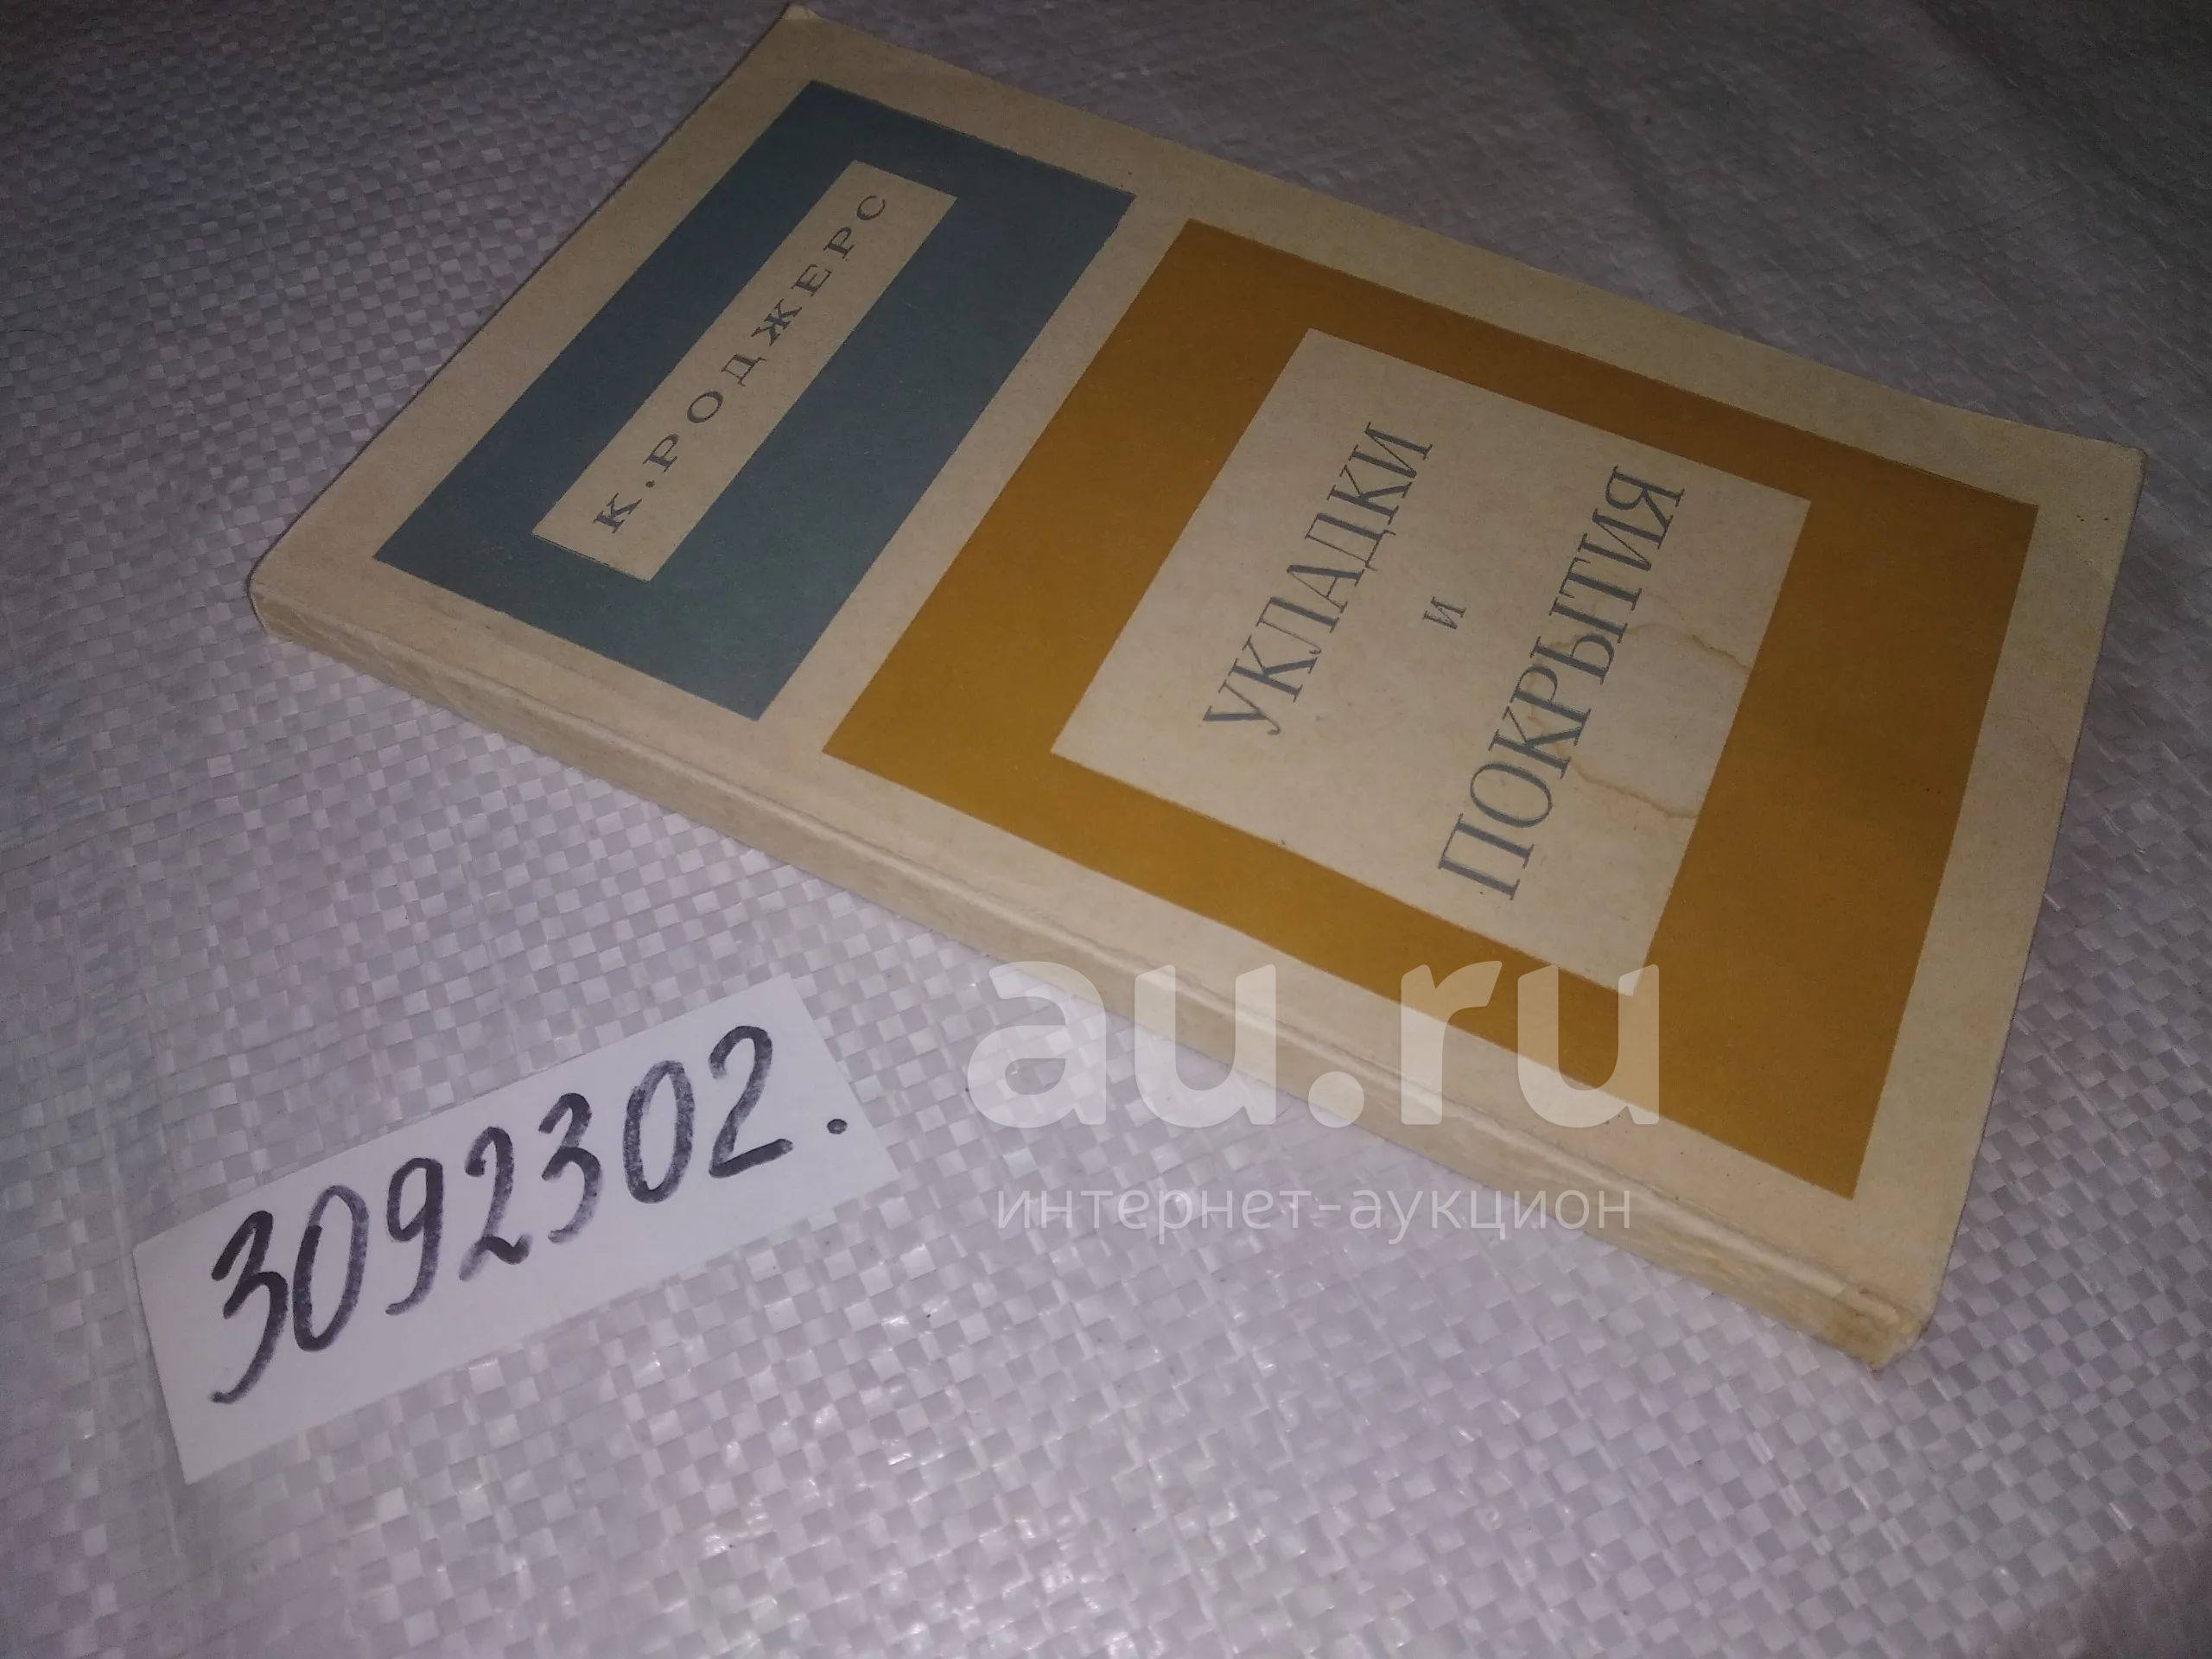 К. РОДЖЕРС
УКЛАДКИ
И
ПОКРЫТИЯ
3092302.
au.ru
интернет-аукцион